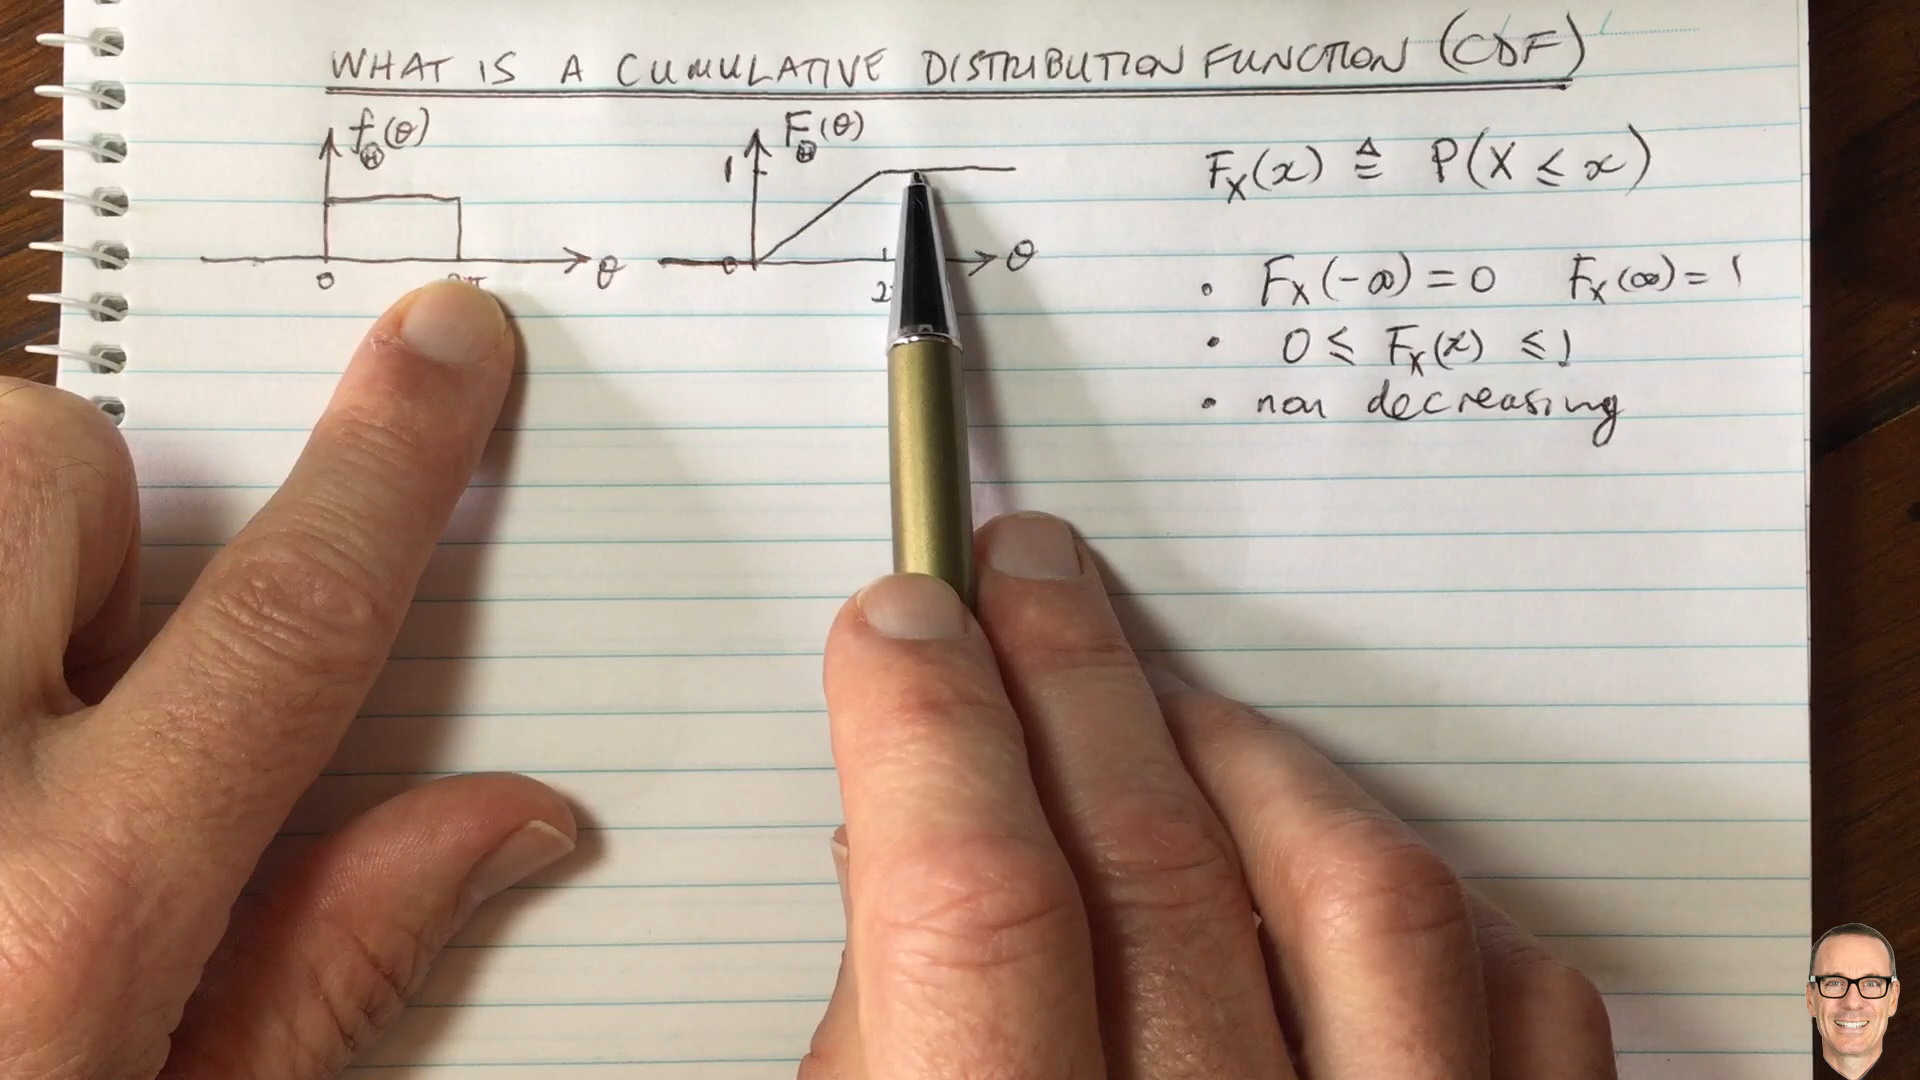 WHAT IS A CUMULATIVE DISTRIBUTION FUNCTION (CDF)
f_Θ(θ)
0
θ
F_Θ(θ)
1
0
2
θ
F_X(x) ≜ P(X ≤ x)
• F_X(-∞) = 0 F_X(∞) = 1
• 0 ≤ F_X(x) ≤ 1
• non decreasing